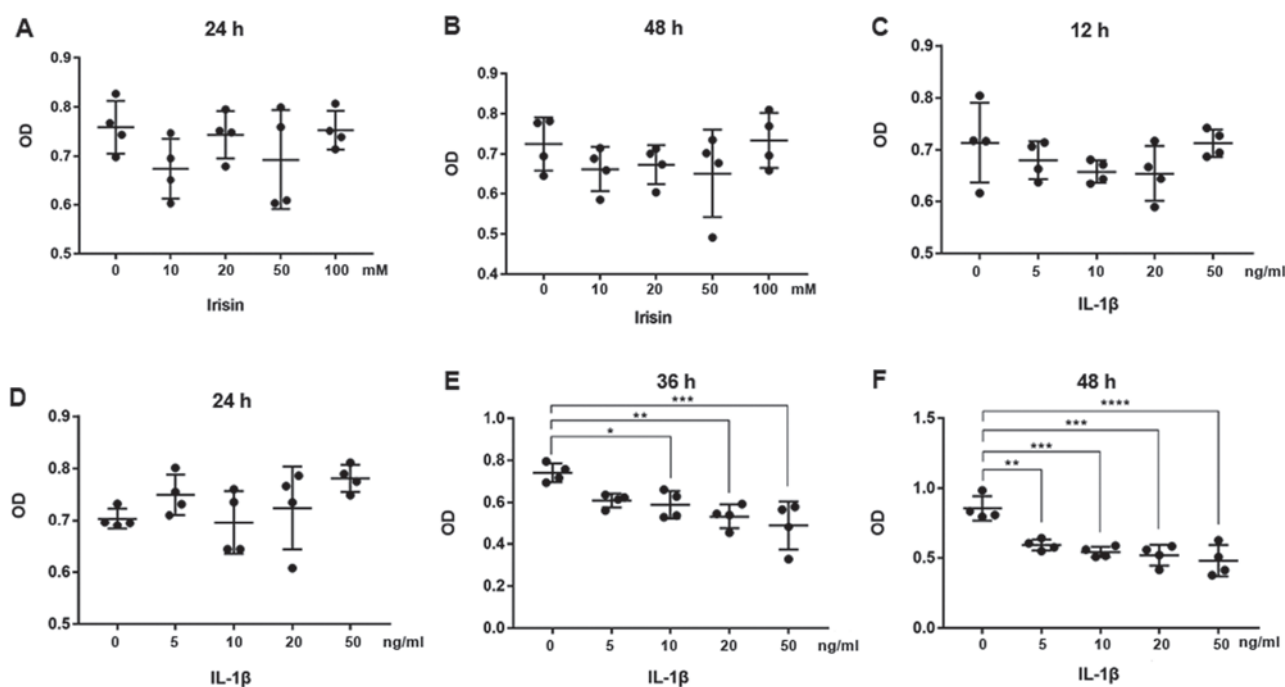 A
24 h
0.9
0.8
OD
0.7
0.6
0.5
0 10 20 50 100 mM
Irisin
B
48 h
0.9
0.8
0.7
OD
0.6
0.5
0.4
0 10 20 50 100 mM
Irisin
C
12 h
0.9
0.8
OD
0.7
0.6
0.5
0 5 10 20 50 ng/ml
IL-1β
D
24 h
0.9
0.8
OD
0.7
0.6
0.5
0 5 10 20 50 ng/ml
IL-1β
E
36 h
***
**
*
1.0
0.8
0.6
OD
0.4
0.2
0.0
0 5 10 20 50 ng/ml
IL-1β
F
48 h
****
***
***
**
1.5
1.0
OD
0.5
0.0
0 5 10 20 50 ng/ml
IL-1β